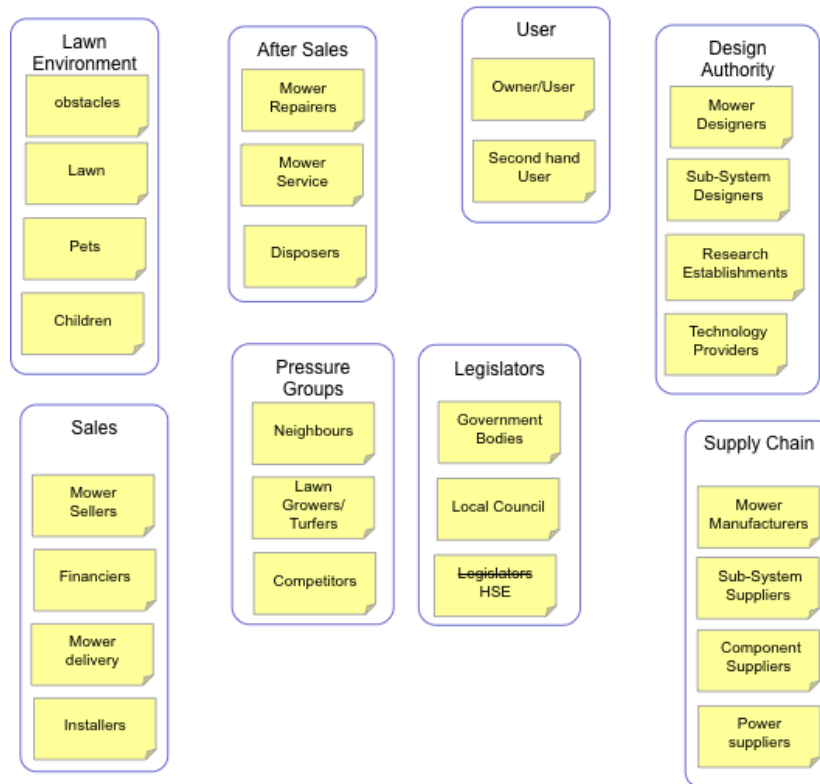 Lawn
Environment
obstacles
Lawn
Pets
Children
After Sales
Mower
Repairers
Mower
Service
Disposers
User
Owner/User
Second hand
User
Design
Authority
Mower
Designers
Sub-System
Designers
Research
Establishments
Technology
Providers
Sales
Mower
Sellers
Financiers
Mower
delivery
Installers
Pressure
Groups
Neighbours
Lawn
Growers/
Turfers
Competitors
Legislators
Government
Bodies
Local Council
Legislators
HSE
Supply Chain
Mower
Manufacturers
Sub-System
Suppliers
Component
Suppliers
Power
suppliers